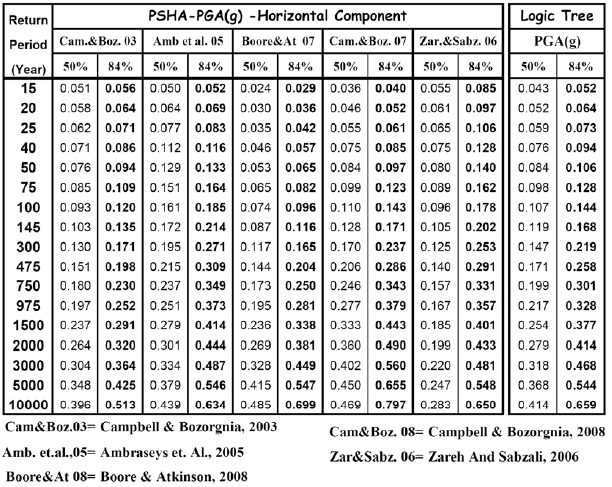 Return Period (Year) PSHA-PGA(g) -Horizontal Component Logic Tree
Cam.&Boz. 03 Amb et al. 05 Boore&At 07 Cam.&Boz. 07 Zar.&Sabz. 06 PGA(g)
50% 84% 50% 84% 50% 84% 50% 84% 50% 84% 50% 84%
15 0.051 0.056 0.050 0.052 0.024 0.029 0.036 0.040 0.055 0.085 0.043 0.052
20 0.058 0.064 0.064 0.069 0.030 0.036 0.046 0.052 0.061 0.097 0.052 0.064
25 0.062 0.071 0.077 0.083 0.035 0.042 0.055 0.061 0.065 0.106 0.059 0.073
40 0.071 0.086 0.112 0.116 0.046 0.057 0.075 0.085 0.075 0.128 0.076 0.094
50 0.076 0.094 0.129 0.133 0.053 0.065 0.084 0.097 0.080 0.140 0.084 0.106
75 0.085 0.109 0.151 0.164 0.065 0.082 0.099 0.123 0.089 0.162 0.098 0.128
100 0.093 0.120 0.161 0.185 0.074 0.096 0.110 0.143 0.096 0.178 0.107 0.144
145 0.103 0.135 0.172 0.214 0.087 0.116 0.128 0.171 0.105 0.202 0.119 0.168
300 0.130 0.171 0.195 0.271 0.117 0.165 0.170 0.237 0.125 0.253 0.147 0.219
475 0.151 0.198 0.215 0.309 0.144 0.204 0.206 0.286 0.140 0.291 0.171 0.258
750 0.180 0.230 0.237 0.349 0.173 0.250 0.246 0.343 0.157 0.331 0.199 0.301
975 0.197 0.252 0.251 0.373 0.195 0.281 0.277 0.379 0.167 0.357 0.217 0.328
1500 0.237 0.291 0.279 0.414 0.236 0.338 0.333 0.443 0.185 0.401 0.254 0.377
2000 0.264 0.320 0.301 0.444 0.269 0.381 0.360 0.490 0.199 0.433 0.279 0.414
3000 0.304 0.364 0.334 0.487 0.328 0.449 0.402 0.560 0.220 0.481 0.318 0.468
5000 0.348 0.425 0.379 0.546 0.415 0.547 0.450 0.655 0.247 0.548 0.368 0.544
10000 0.396 0.513 0.439 0.634 0.485 0.699 0.469 0.797 0.283 0.650 0.414 0.659
Cam&Boz.03= Campbell & Bozorgnia, 2003
Cam&Boz. 08= Campbell & Bozorgnia, 2008
Amb. et.al.,05= Ambraseys et. Al., 2005
Zar&Sabz. 06= Zareh And Sabzali, 2006
Boore&At 08= Boore & Atkinson, 2008